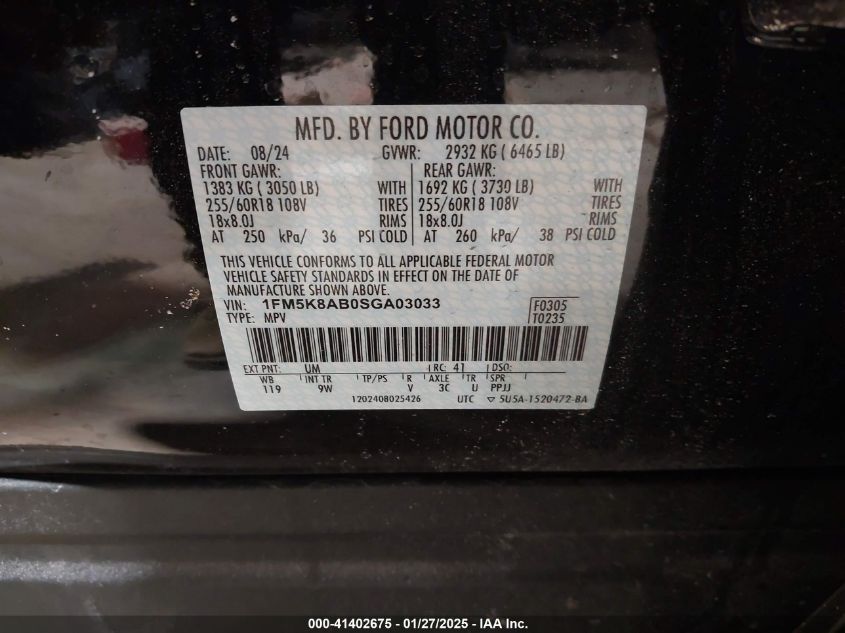 MFD. BY FORD MOTOR CO.
DATE: 08/24 GVWR: 2932 KG ( 6465 LB)
FRONT GAWR: REAR GAWR:
1383 KG ( 3050 LB) WITH 1692 KG ( 3730 LB) WITH
255/60R18 108V TIRES 255/60R18 108V TIRES
18x8.0J RIMS 18x8.0J RIMS
AT 250 kPa/ 36 PSI COLD AT 260 kPa/ 38 PSI COLD
THIS VEHICLE CONFORMS TO ALL APPLICABLE FEDERAL MOTOR
VEHICLE SAFETY STANDARDS IN EFFECT ON THE DATE OF
MANUFACTURE SHOWN ABOVE.
VIN: 1FM5K8AB0SGA03033 F0305
TYPE: MPV T0235
EXT PNT: UM RC: 41 DSO:
WB INT TR TP/PS R AXLE TR SPR
119 9W V 3C U PPJJ
1202408025426 UTC ▽ 5U5A-1520472-BA
000-41402675 - 01/27/2025 - IAA Inc.